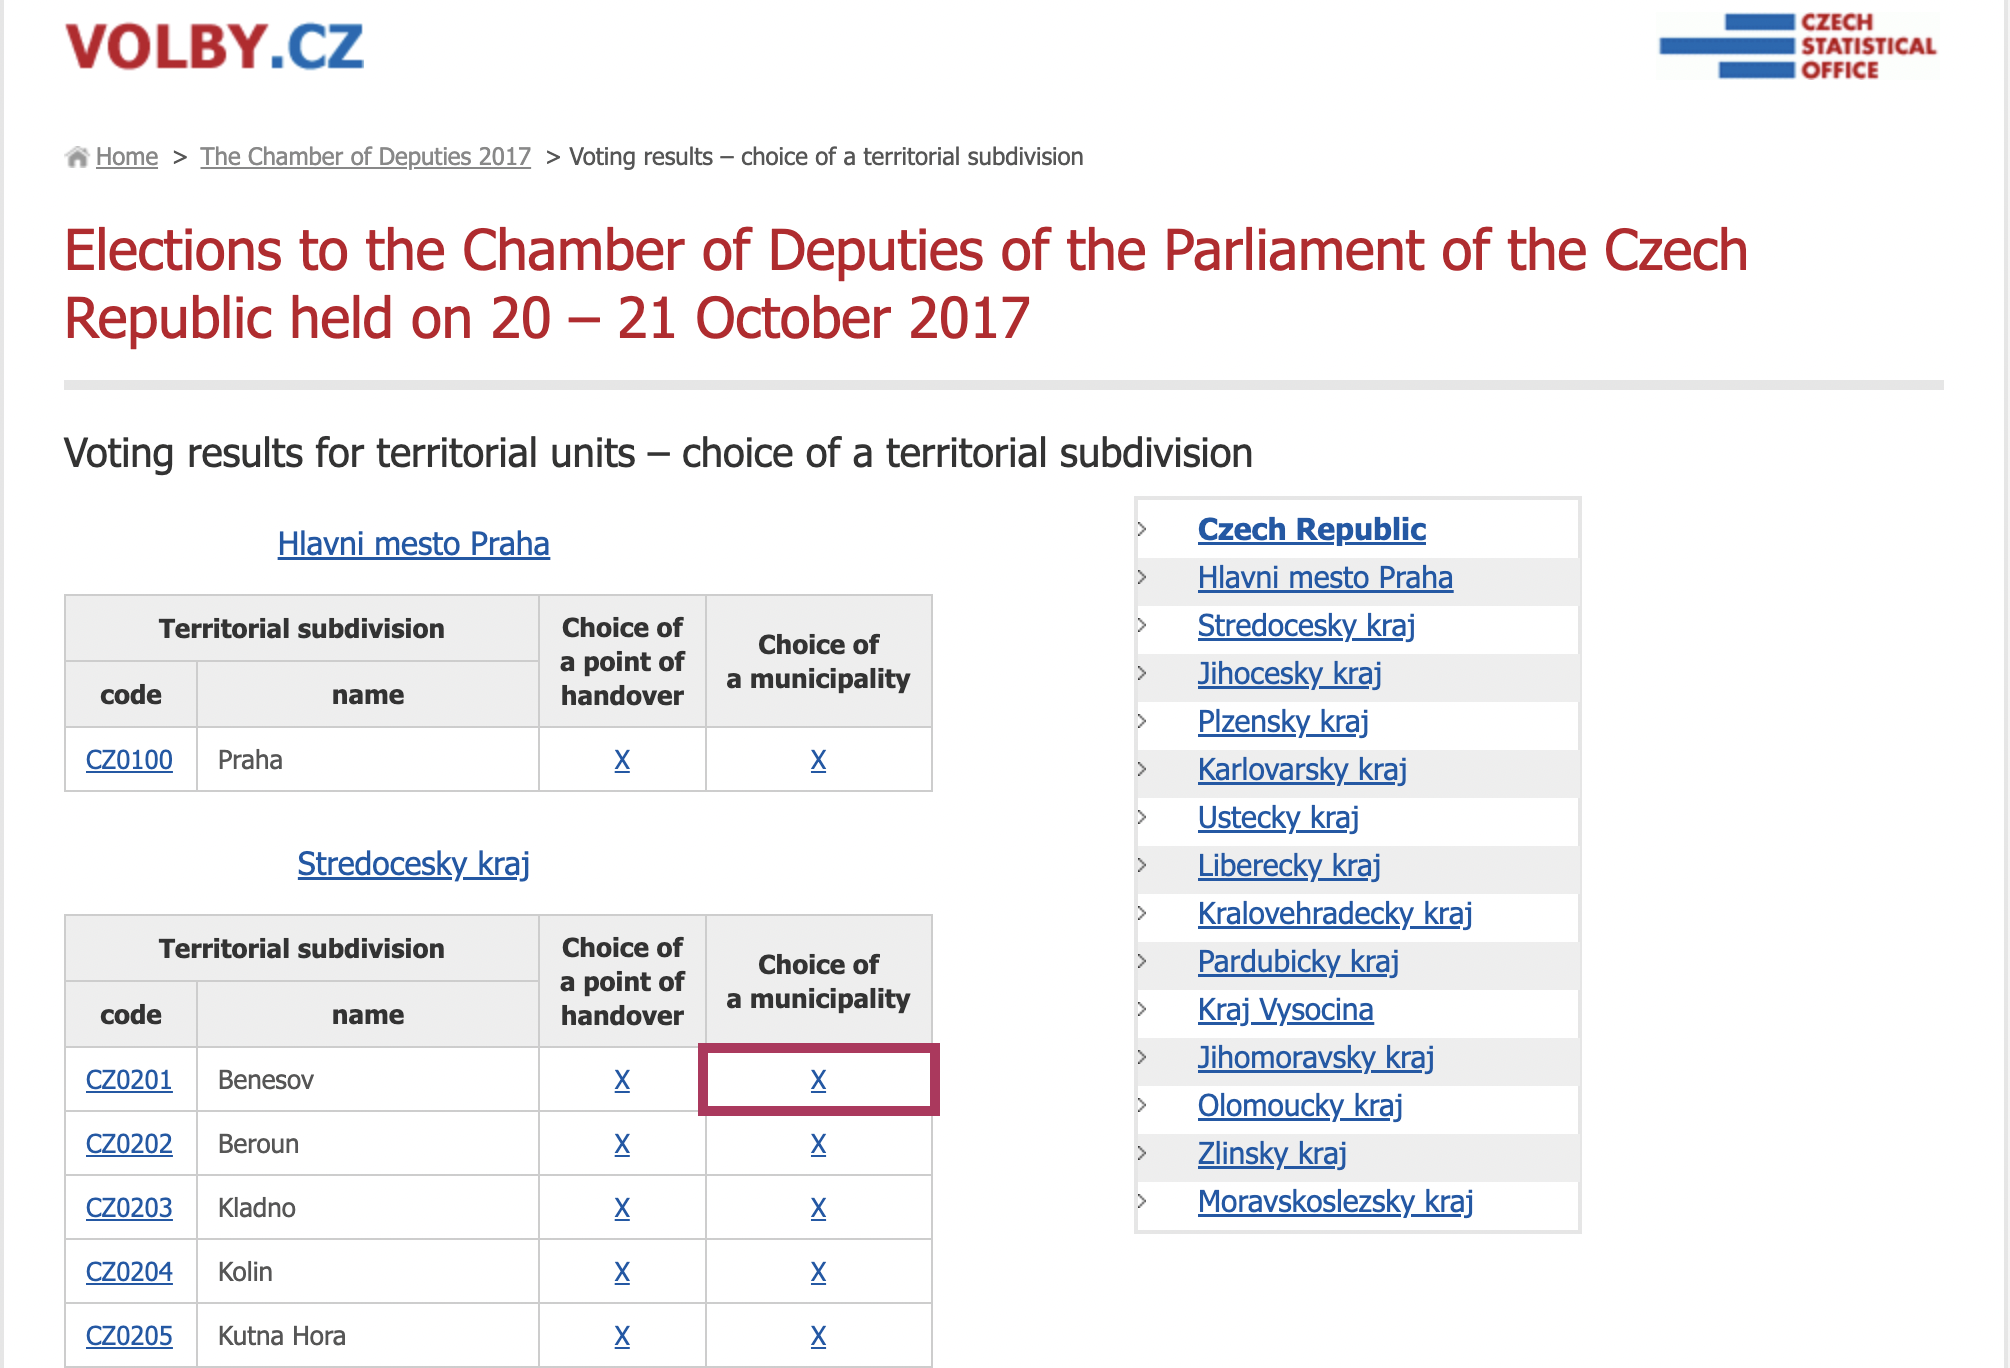 VOLBY.CZ
CZECH
STATISTICAL
OFFICE
Home > The Chamber of Deputies 2017 > Voting results – choice of a territorial subdivision
Elections to the Chamber of Deputies of the Parliament of the Czech
Republic held on 20 – 21 October 2017
Voting results for territorial units – choice of a territorial subdivision
Hlavni mesto Praha
Territorial subdivision
Choice of
a point of
handover
Choice of
a municipality
code name
CZ0100 Praha X X
Stredocesky kraj
Territorial subdivision
Choice of
a point of
handover
Choice of
a municipality
code name
CZ0201 Benesov X X
CZ0202 Beroun X X
CZ0203 Kladno X X
CZ0204 Kolin X X
CZ0205 Kutna Hora X X
Czech Republic
Hlavni mesto Praha
Stredocesky kraj
Jihocesky kraj
Plzensky kraj
Karlovarsky kraj
Ustecky kraj
Liberecky kraj
Kralovehradecky kraj
Pardubicky kraj
Kraj Vysocina
Jihomoravsky kraj
Olomoucky kraj
Zlinsky kraj
Moravskoslezsky kraj